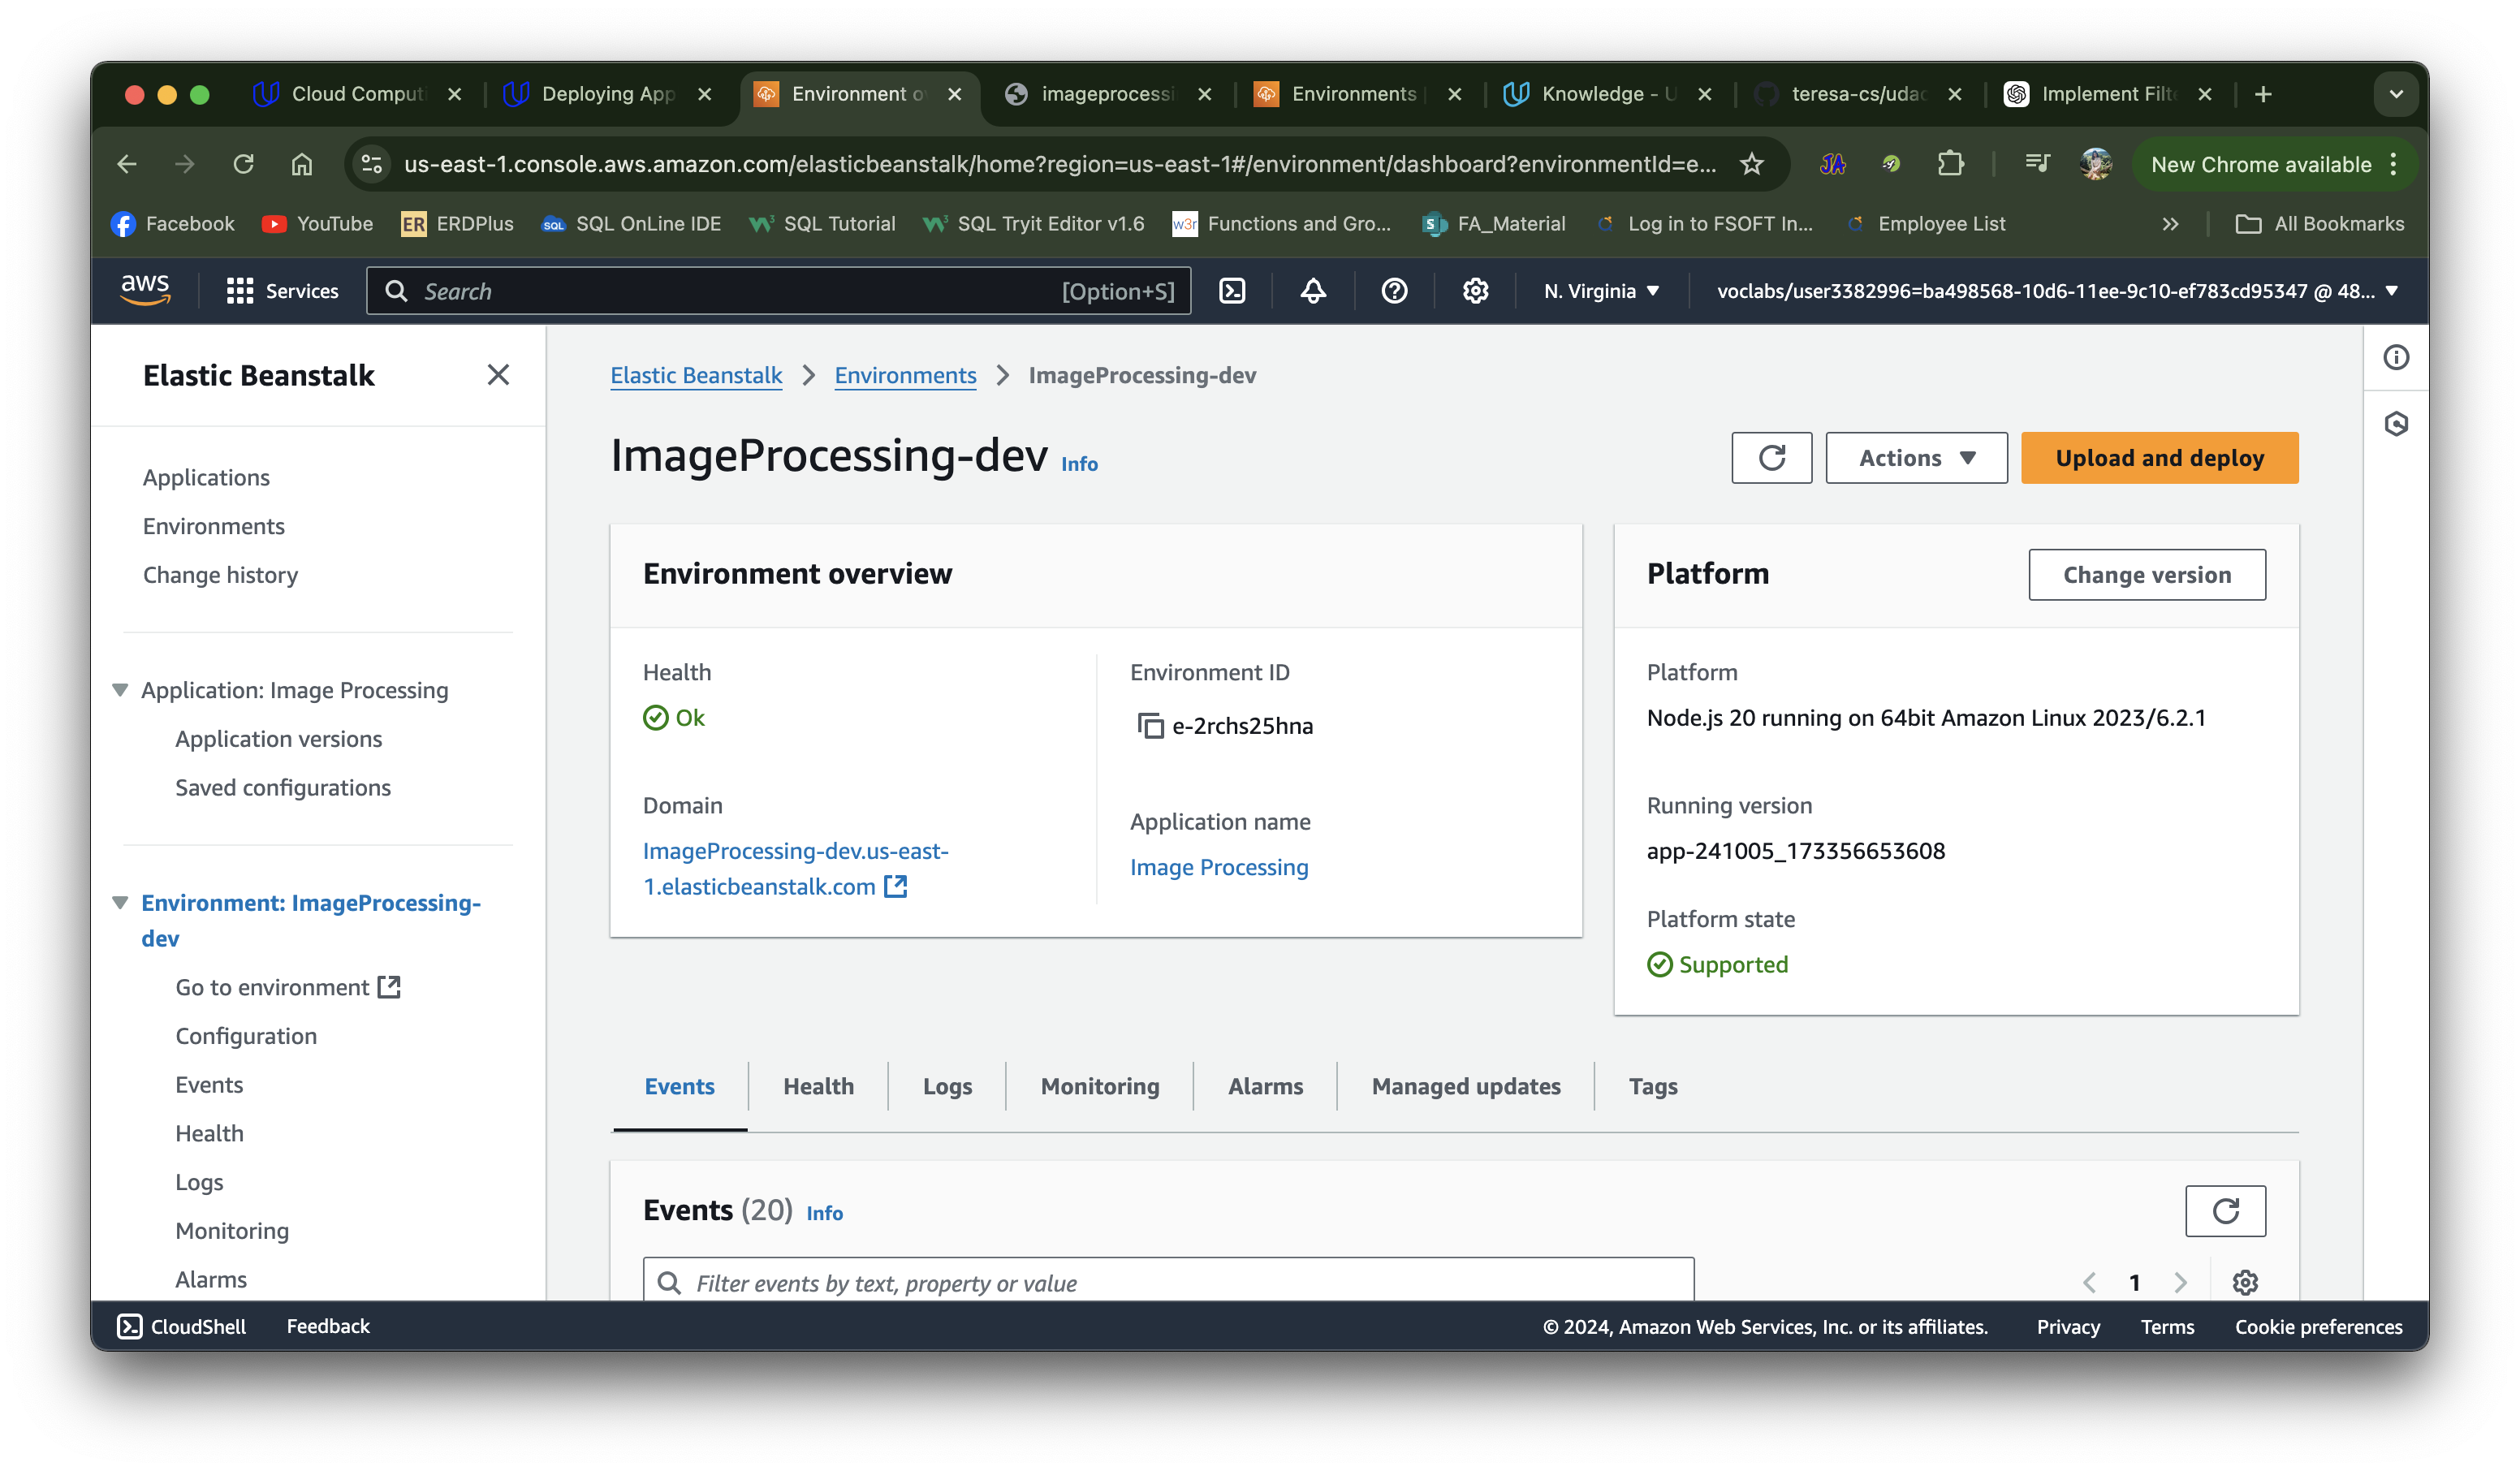 Cloud Computi
Deploying App
Environment o
imageprocessi
Environments
Knowledge - U
teresa-cs/udac
Implement Filt
us-east-1.console.aws.amazon.com/elasticbeanstalk/home?region=us-east-1#/environment/dashboard?environmentId=e...
JA
New Chrome available
Facebook
YouTube
ER ERDPlus
SQL SQL OnLine IDE
W3 SQL Tutorial
W3 SQL Tryit Editor v1.6
w3r Functions and Gro...
S FA_Material
Log in to FSOFT In...
Employee List
All Bookmarks
aws
Services
Search
[Option+S]
N. Virginia
voclabs/user3382996=ba498568-10d6-11ee-9c10-ef783cd95347 @ 48...
Elastic Beanstalk
Applications
Environments
Change history
Application: Image Processing
Application versions
Saved configurations
Environment: ImageProcessing-
dev
Go to environment
Configuration
Events
Health
Logs
Monitoring
Alarms
Elastic Beanstalk
Environments
ImageProcessing-dev
ImageProcessing-dev Info
Actions
Upload and deploy
Environment overview
Health
Ok
Domain
ImageProcessing-dev.us-east-
1.elasticbeanstalk.com
Environment ID
e-2rchs25hna
Application name
Image Processing
Platform
Change version
Platform
Node.js 20 running on 64bit Amazon Linux 2023/6.2.1
Running version
app-241005_173356653608
Platform state
Supported
Events
Health
Logs
Monitoring
Alarms
Managed updates
Tags
Events (20) Info
Filter events by text, property or value
1
CloudShell
Feedback
© 2024, Amazon Web Services, Inc. or its affiliates.
Privacy
Terms
Cookie preferences